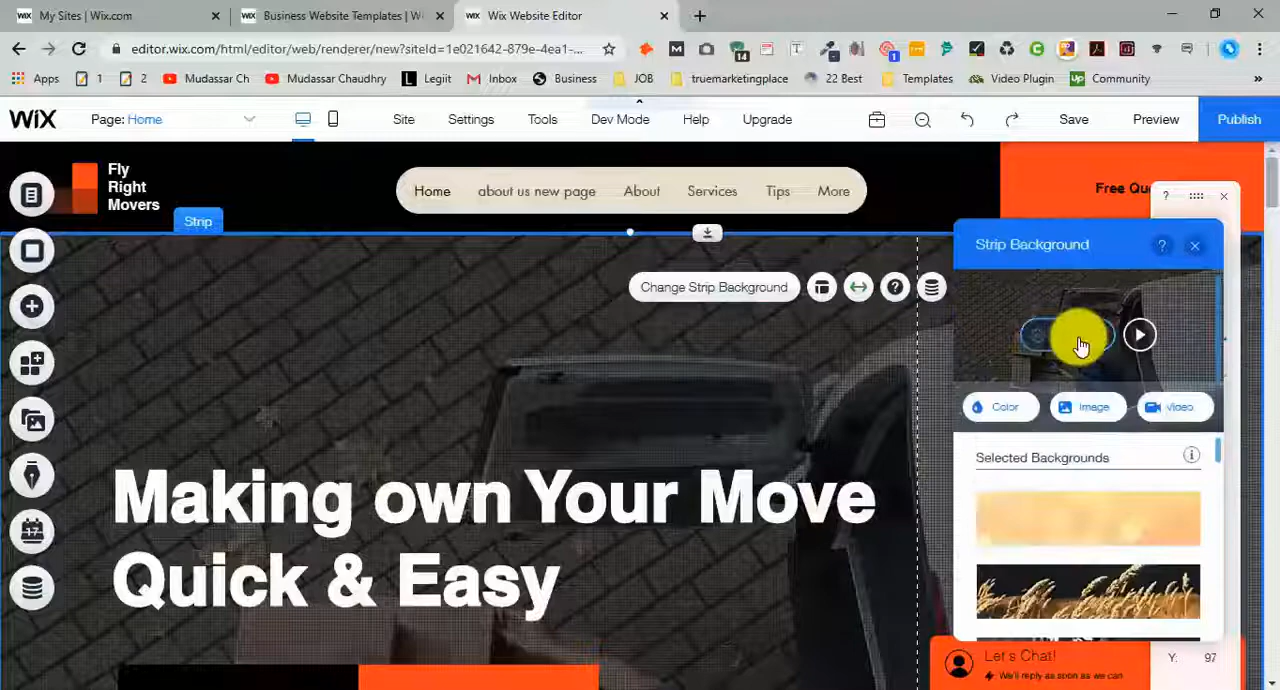 My Sites | Wix.com
Business Website Templates | W
Wix Website Editor
editor.wix.com/html/editor/web/renderer/new?siteId=1e021642-879e-4ea1-...
14
1
Apps
1
2
Mudassar Ch
Mudassar Chaudhry
Legiit
Inbox
Business
JOB
truemarketingplace
22 Best
Templates
Video Plugin
Community
WiX
Page: Home
Site
Settings
Tools
Dev Mode
Help
Upgrade
Save
Preview
Publish
Fly
Right
Movers
Home
about us new page
About
Services
Tips
More
Free Qu
Strip
Change Strip Background
Strip Background
Color
Image
Video
Selected Backgrounds
Making own Your Move
Quick & Easy
17
Let's Chat!
We'll reply as soon as we can
Y:
97